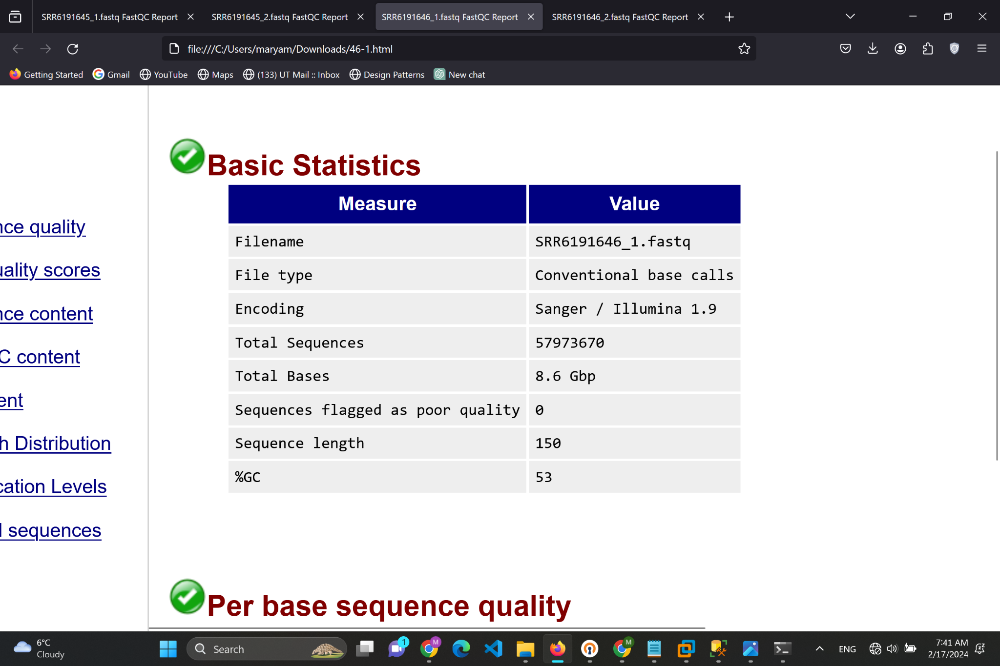 SRR6191645_1.fastq FastQC Report
SRR6191645_2.fastq FastQC Report
SRR6191646_1.fastq FastQC Report
SRR6191646_2.fastq FastQC Report
file:///C:/Users/maryam/Downloads/46-1.html
Getting Started
Gmail
YouTube
Maps
(133) UT Mail :: Inbox
Design Patterns
New chat
nce quality
uality scores
nce content
C content
ent
h Distribution
cation Levels
d sequences
Basic Statistics
Measure Value
Filename SRR6191646_1.fastq
File type Conventional base calls
Encoding Sanger / Illumina 1.9
Total Sequences 57973670
Total Bases 8.6 Gbp
Sequences flagged as poor quality 0
Sequence length 150
%GC 53
Per base sequence quality
6°C
Cloudy
Search
1
M
M
ENG
7:41 AM
2/17/2024